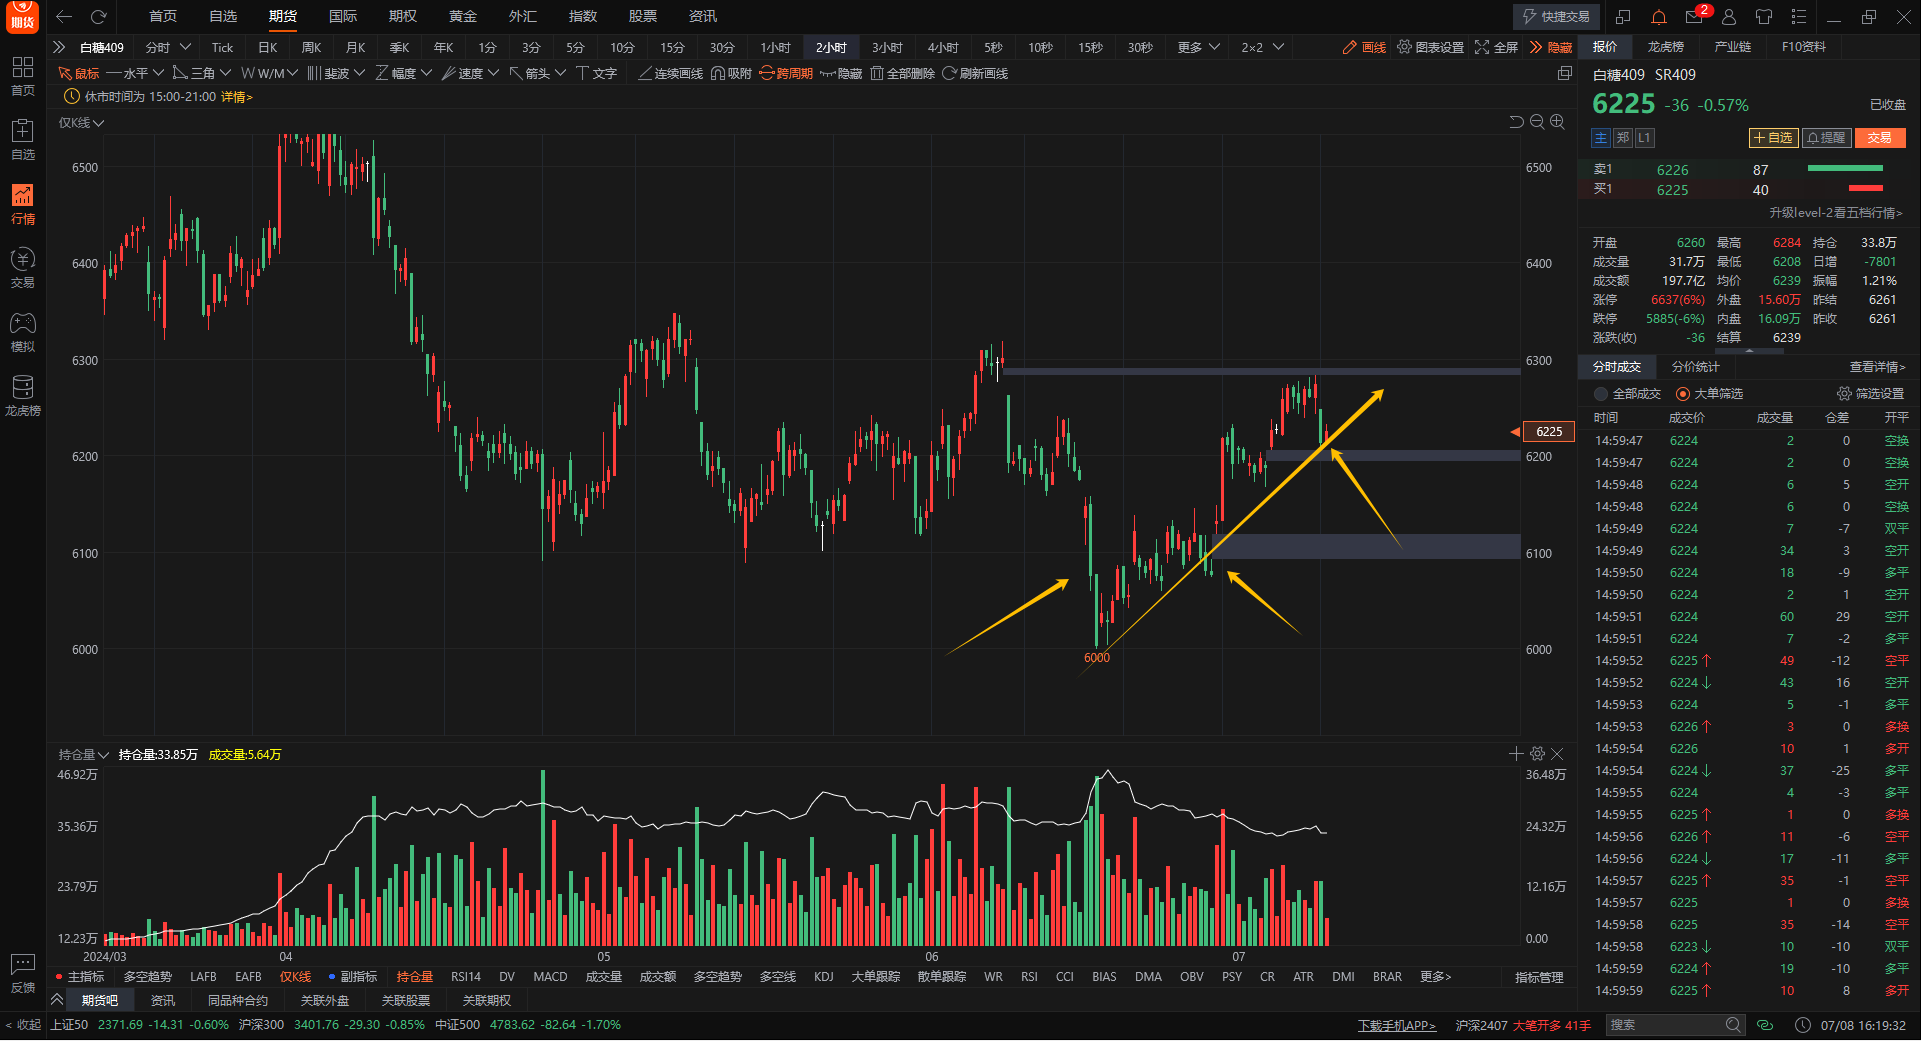 期货 首页 自选 期货 国际 期权 黄金 外汇 指数 股票 资讯 快捷交易 2
白糖409 分时 Tick 日K 周K 月K 季K 年K 1分 3分 5分 10分 15分 30分 1小时 2小时 3小时 4小时 5秒 10秒 15秒 30秒 更多 2×2 画线 图表设置 全屏 隐藏
鼠标 水平 三角 W/M 斐波 幅度 速度 箭头 文字 连续画线 吸附 跨周期 隐藏 全部删除 刷新画线
休市时间为 15:00-21:00 详情>
仅K线
首页
自选
行情
交易
模拟
龙虎榜
反馈
< 收起
6500 6500
6400 6400
6300 6300
6225
6200 6200
6100 6100
6000 6000
6000
持仓量 持仓量:33.85万 成交量:5.64万
46.92万 36.48万
35.36万 24.32万
23.79万 12.16万
12.23万 0.00
2024/03 04 05 06 07
主指标 多空趋势 LAFB EAFB 仅K线 副指标 持仓量 RSI14 DV MACD 成交量 成交额 多空趋势 多空线 KDJ 大单跟踪 散单跟踪 WR RSI CCI BIAS DMA OBV PSY CR ATR DMI BRAR 更多> 指标管理
期货吧 资讯 同品种合约 关联外盘 关联股票 关联期权
报价 龙虎榜 产业链 F10资料
白糖409 SR409
6225 -36 -0.57% 已收盘
主 郑 L1 +自选 提醒 交易
卖1 6226 87
买1 6225 40
升级level-2看五档行情>
开盘 6260 最高 6284 持仓 33.8万
成交量 31.7万 最低 6208 日增 -7801
成交额 197.7亿 均价 6239 振幅 1.21%
涨停 6637(6%) 外盘 15.60万 昨结 6261
跌停 5885(-6%) 内盘 16.09万 昨收 6261
涨跌(收) -36 结算 6239
分时成交 分价统计 查看详情>
全部成交 大单筛选 筛选设置
时间 成交价 成交量 仓差 开平
14:59:47 6224 2 0 空换
14:59:47 6224 2 0 空换
14:59:48 6224 6 5 空开
14:59:48 6224 6 0 空换
14:59:49 6224 7 -7 双平
14:59:49 6224 34 3 空开
14:59:50 6224 18 -9 多平
14:59:50 6224 2 1 空开
14:59:51 6224 60 29 空开
14:59:51 6224 7 -2 多平
14:59:52 6225↑ 49 -12 空平
14:59:52 6224↓ 43 16 空开
14:59:53 6224 5 -1 多平
14:59:53 6226↑ 3 0 多换
14:59:54 6226 10 1 多开
14:59:54 6224↓ 37 -25 多平
14:59:55 6224 4 -3 多平
14:59:55 6225↑ 1 0 多换
14:59:56 6226↑ 11 -6 空平
14:59:56 6224↓ 17 -11 多平
14:59:57 6225↑ 35 -1 空平
14:59:57 6225 1 0 多换
14:59:58 6225 35 -14 空平
14:59:58 6223↓ 10 -10 双平
14:59:59 6224↑ 19 -10 多平
14:59:59 6225↑ 10 8 多开
上证50 2371.69 -14.31 -0.60% 沪深300 3401.76 -29.30 -0.85% 中证500 4783.62 -82.64 -1.70% 下载手机APP> 沪深2407 大笔开多 41手 搜索 07/08 16:19:32